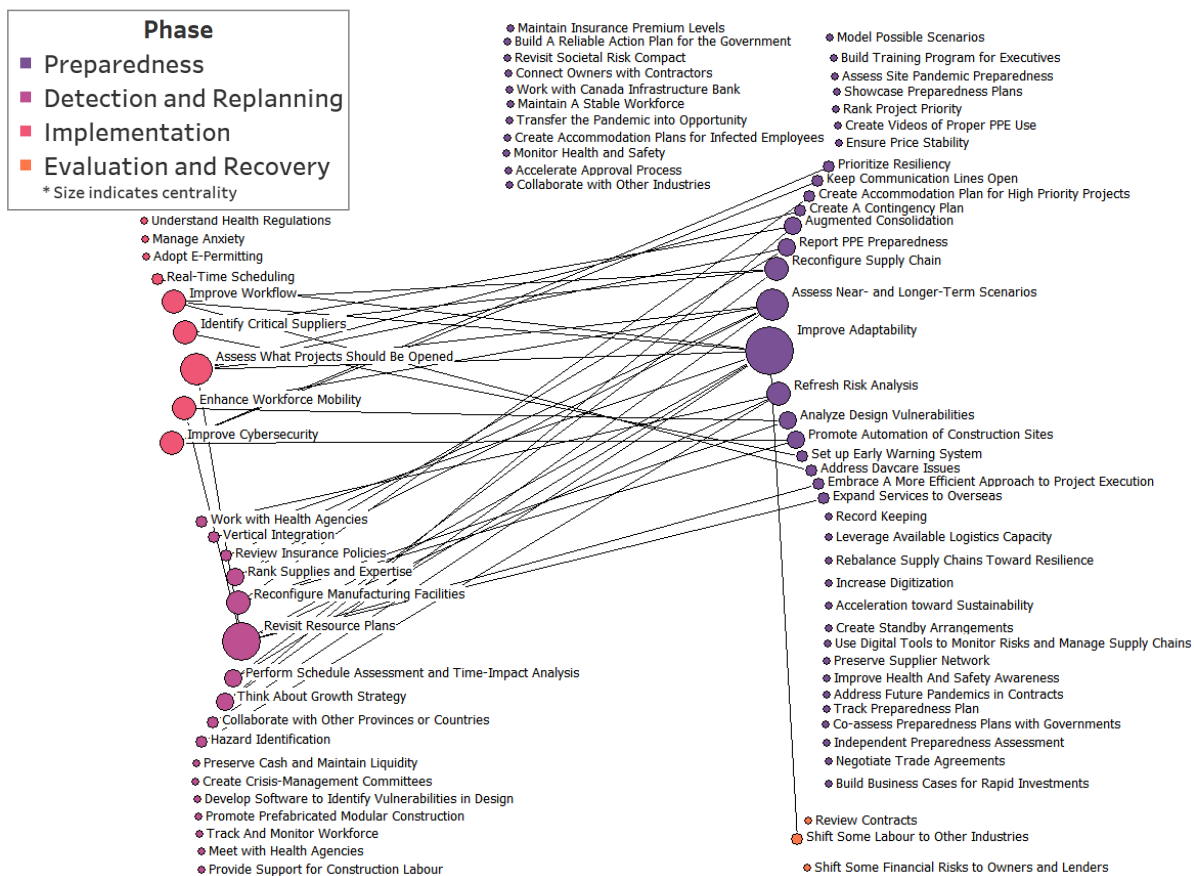 Phase
Preparedness
Detection and Replanning
Implementation
Evaluation and Recovery
* Size indicates centrality
Maintain Insurance Premium Levels
Build A Reliable Action Plan for the Government
Revisit Societal Risk Compact
Connect Owners with Contractors
Work with Canada Infrastructure Bank
Maintain A Stable Workforce
Transfer the Pandemic into Opportunity
Create Accommodation Plans for Infected Employees
Monitor Health and Safety
Accelerate Approval Process
Collaborate with Other Industries
Model Possible Scenarios
Build Training Program for Executives
Assess Site Pandemic Preparedness
Showcase Preparedness Plans
Rank Project Priority
Create Videos of Proper PPE Use
Ensure Price Stability
Prioritize Resiliency
Keep Communication Lines Open
Create Accommodation Plan for High Priority Projects
Create A Contingency Plan
Augmented Consolidation
Report PPE Preparedness
Reconfigure Supply Chain
Assess Near- and Longer-Term Scenarios
Improve Adaptability
Refresh Risk Analysis
Analyze Design Vulnerabilities
Promote Automation of Construction Sites
Set up Early Warning System
Address Davcare Issues
Embrace A More Efficient Approach to Project Execution
Expand Services to Overseas
Record Keeping
Leverage Available Logistics Capacity
Rebalance Supply Chains Toward Resilience
Increase Digitization
Acceleration toward Sustainability
Create Standby Arrangements
Use Digital Tools to Monitor Risks and Manage Supply Chains
Preserve Supplier Network
Improve Health And Safety Awareness
Address Future Pandemics in Contracts
Track Preparedness Plan
Co-assess Preparedness Plans with Governments
Independent Preparedness Assessment
Negotiate Trade Agreements
Build Business Cases for Rapid Investments
Review Contracts
Shift Some Labour to Other Industries
Shift Some Financial Risks to Owners and Lenders
Understand Health Regulations
Manage Anxiety
Adopt E-Permitting
Real-Time Scheduling
Improve Workflow
Identify Critical Suppliers
Assess What Projects Should Be Opened
Enhance Workforce Mobility
Improve Cybersecurity
Work with Health Agencies
Vertical Integration
Review Insurance Policies
Rank Supplies and Expertise
Reconfigure Manufacturing Facilities
Revisit Resource Plans
Perform Schedule Assessment and Time-Impact Analysis
Think About Growth Strategy
Collaborate with Other Provinces or Countries
Hazard Identification
Preserve Cash and Maintain Liquidity
Create Crisis-Management Committees
Develop Software to Identify Vulnerabilities in Design
Promote Prefabricated Modular Construction
Track And Monitor Workforce
Meet with Health Agencies
Provide Support for Construction Labour